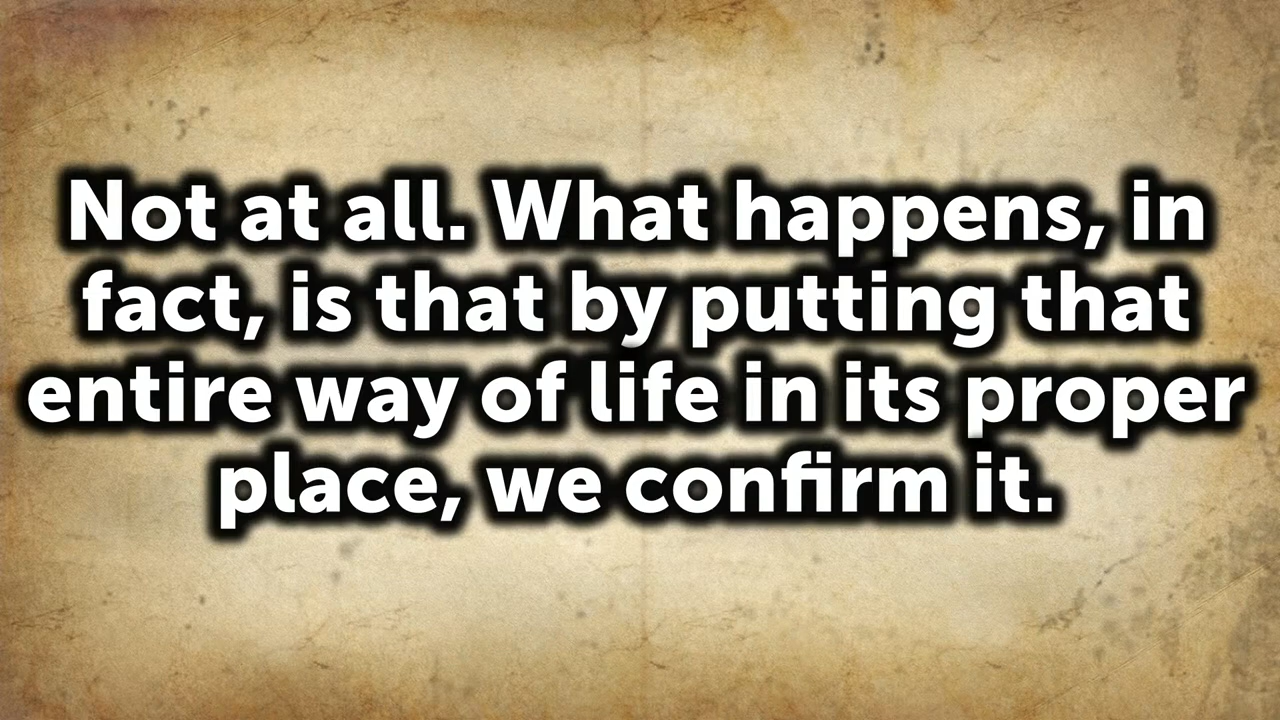 Not at all. What happens, in
fact, is that by putting that
entire way of life in its proper
place, we confirm it.